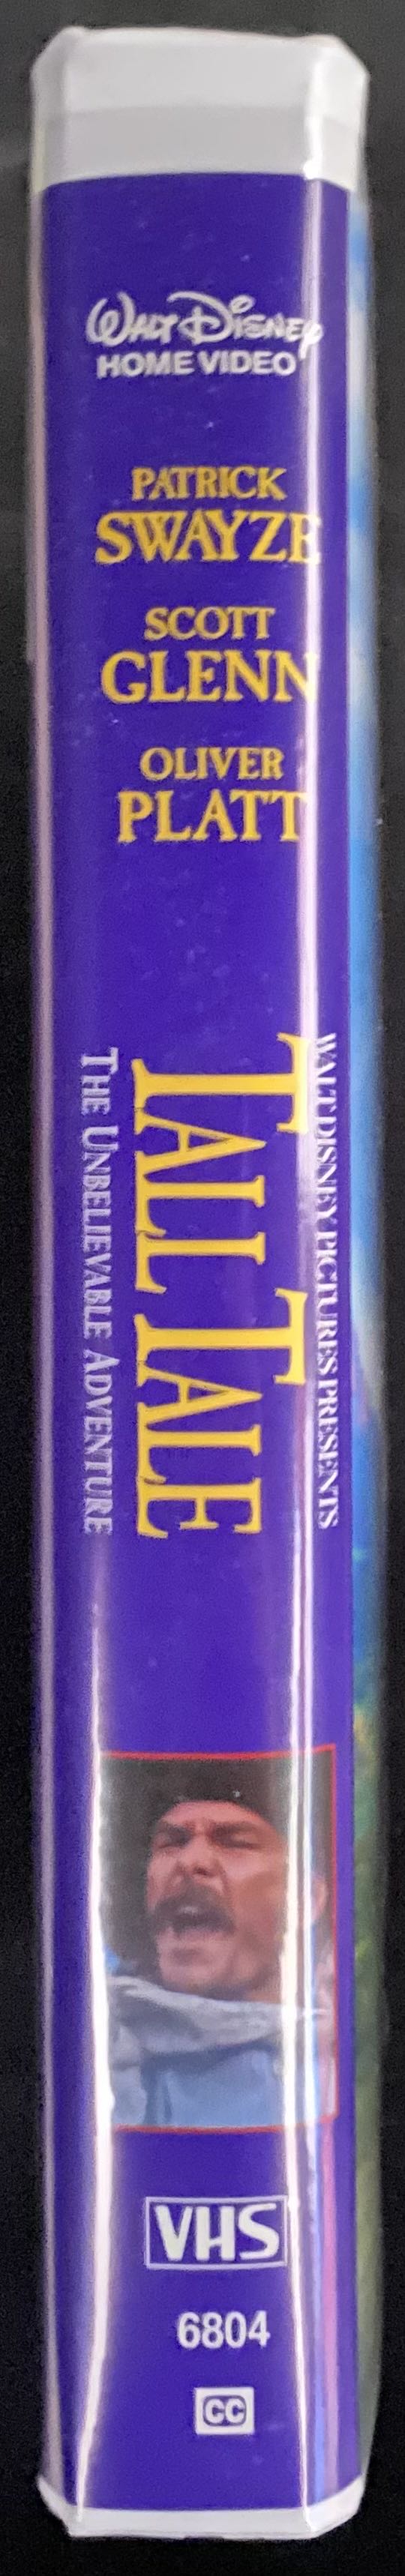 WALT DISNEY
HOME VIDEO
PATRICK
SWAYZE
SCOTT
GLENN
OLIVER
PLATT
WALT DISNEY PICTURES PRESENTS
TALL TALE
THE UNBELIEVABLE ADVENTURE
VHS
6804
CC